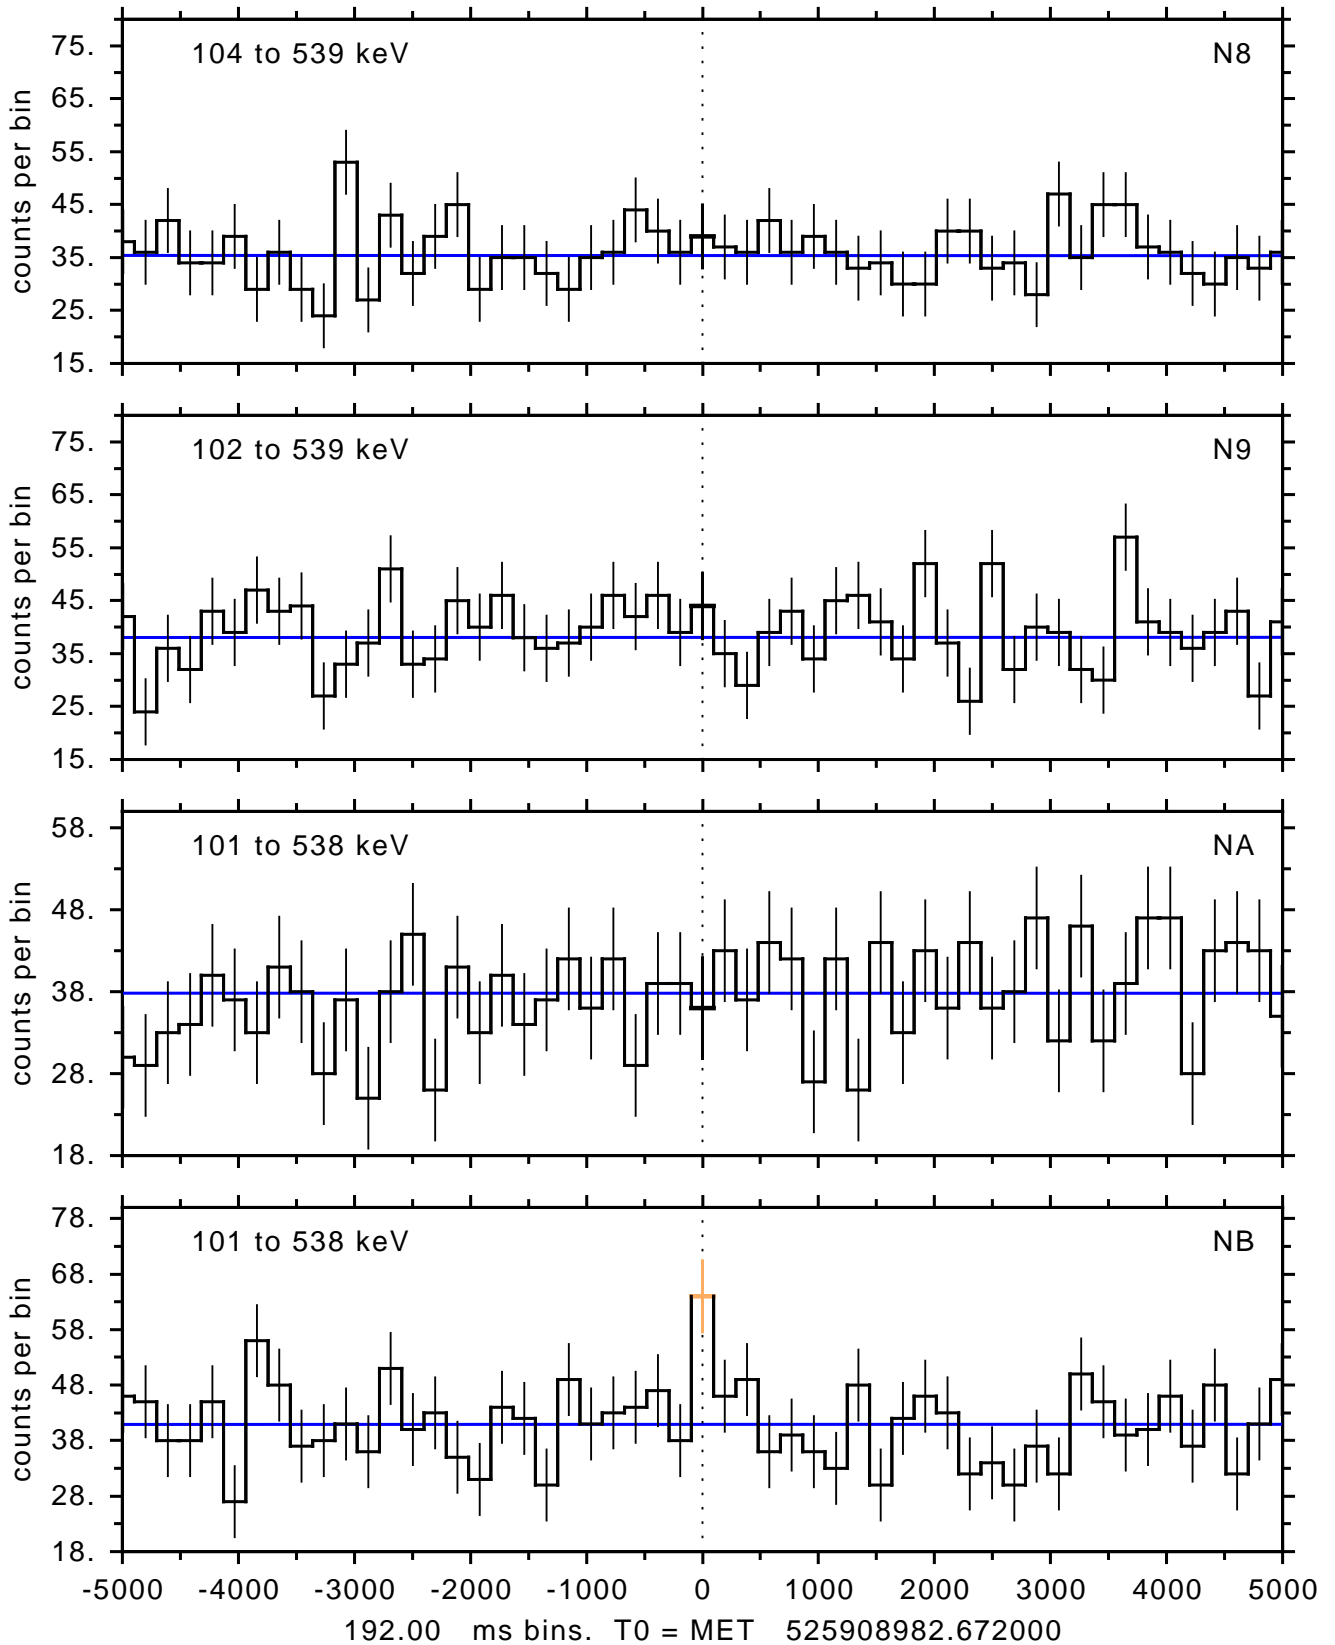 104 to 539 keV N8
75.
65.
55.
45.
35.
25.
15.
counts per bin
102 to 539 keV N9
75.
65.
55.
45.
35.
25.
15.
counts per bin
101 to 538 keV NA
58.
48.
38.
28.
18.
counts per bin
101 to 538 keV NB
78.
68.
58.
48.
38.
28.
18.
counts per bin
-5000 -4000 -3000 -2000 -1000 0 1000 2000 3000 4000 5000
192.00 ms bins. T0 = MET 525908982.672000